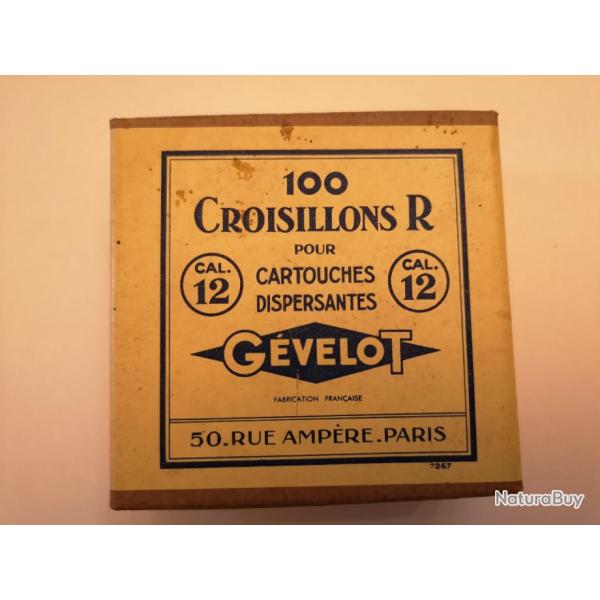 100
CROISILLONS R
POUR
CAL. 12 CARTOUCHES CAL. 12
DISPERSANTES
GÉVELOT
FABRICATION FRANÇAISE
50. RUE AMPÈRE. PARIS
7267
NaturaBuy